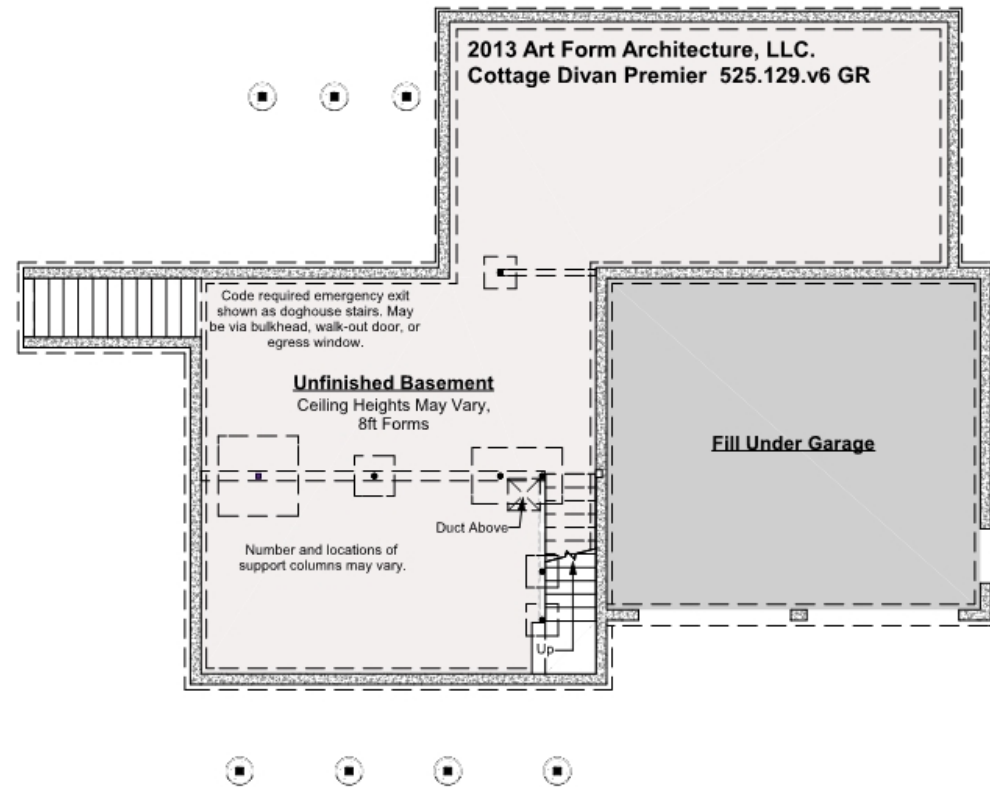 2013 Art Form Architecture, LLC.
Cottage Divan Premier 525.129.v6 GR
Code required emergency exit
shown as doghouse stairs. May
be via bulkhead, walk-out door, or
egress window.
Unfinished Basement
Ceiling Heights May Vary,
8ft Forms
Fill Under Garage
Duct Above
Number and locations of
support columns may vary.
Up